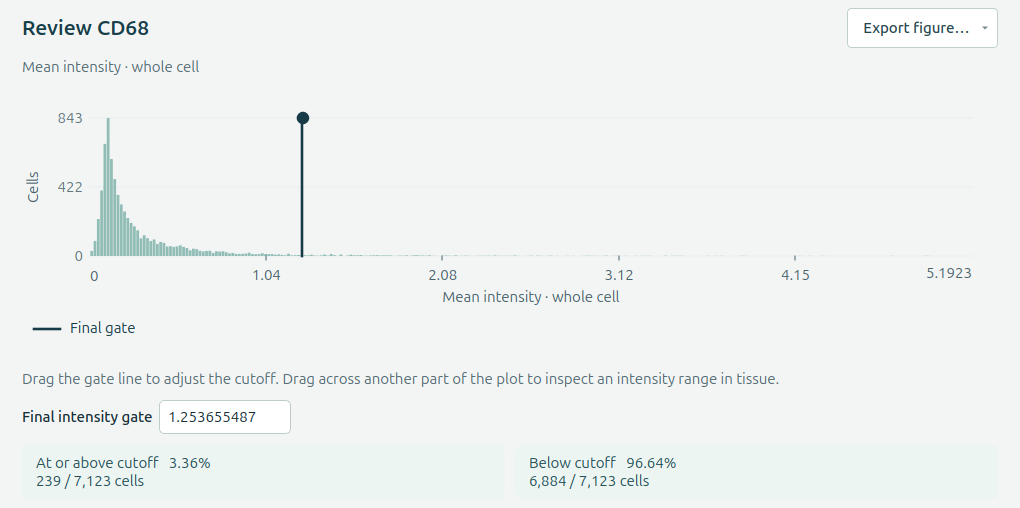 Review CD68
Export figure...
Mean intensity · whole cell
843
422
0
Cells
0 1.04 2.08 3.12 4.15 5.1923
Mean intensity · whole cell
Final gate
Drag the gate line to adjust the cutoff. Drag across another part of the plot to inspect an intensity range in tissue.
Final intensity gate 1.253655487
At or above cutoff 3.36%
239 / 7,123 cells
Below cutoff 96.64%
6,884 / 7,123 cells